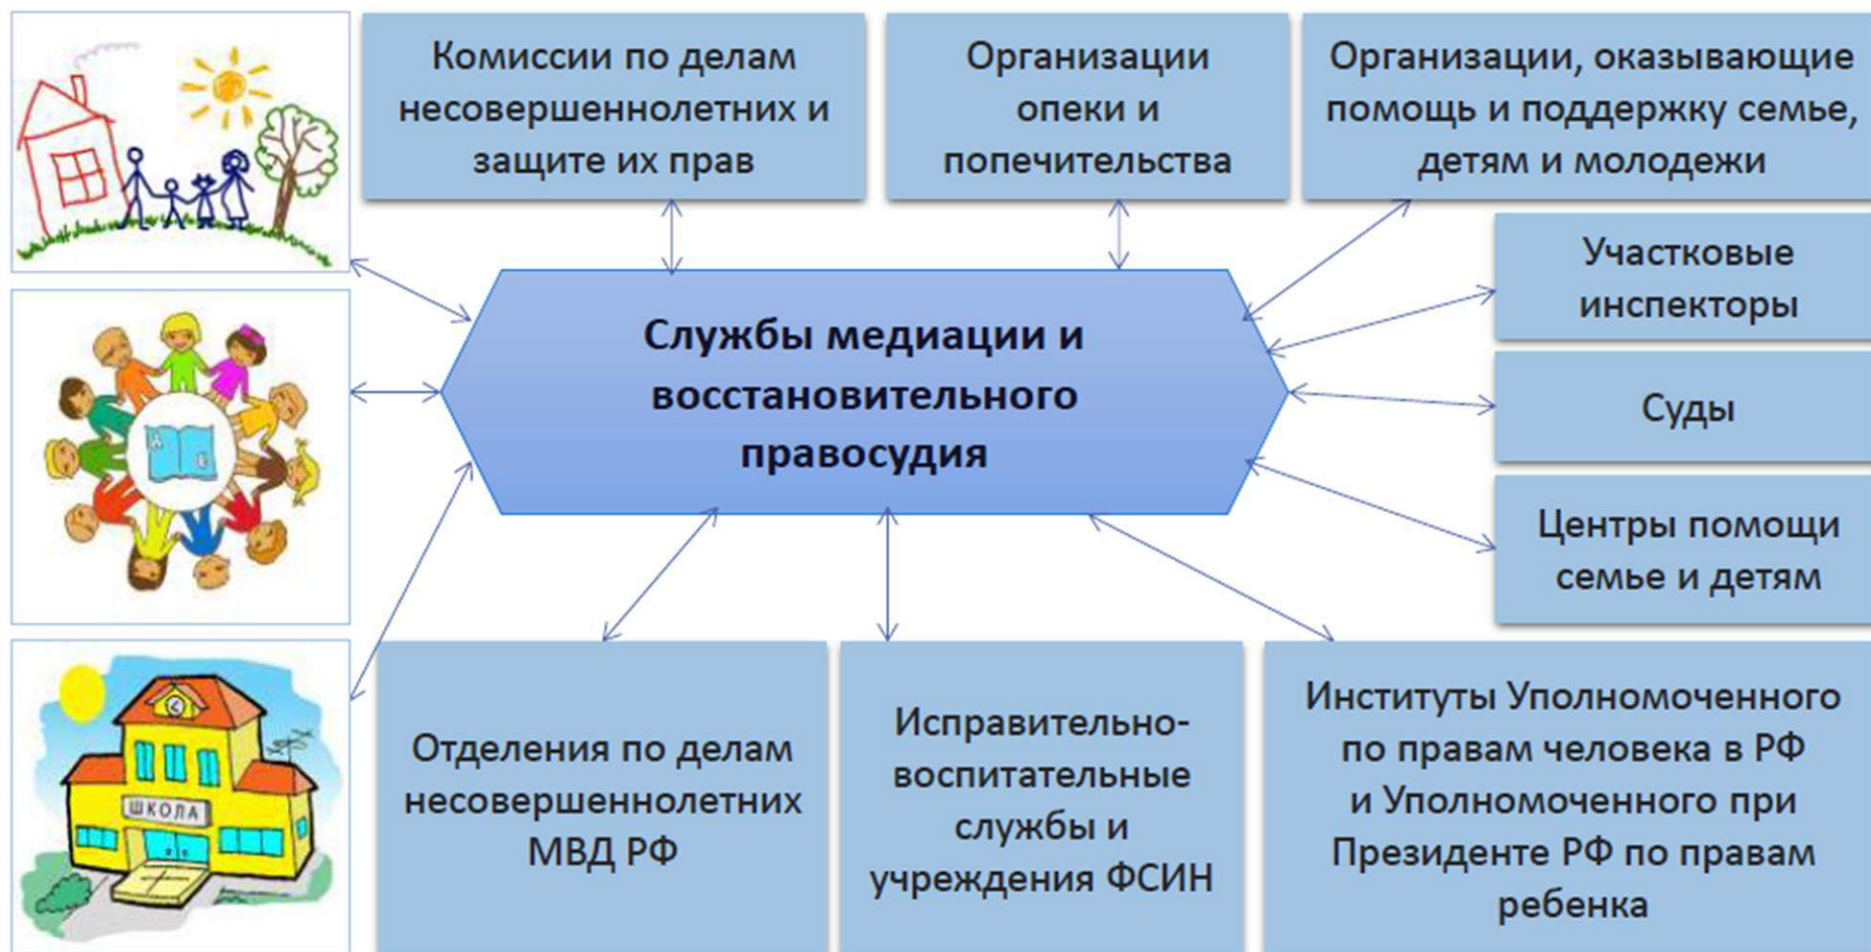 Комиссии по делам
несовершеннолетних и
защите их прав
Организации
опеки и
попечительства
Организации, оказывающие
помощь и поддержку семье,
детям и молодежи
Участковые
инспекторы
Службы медиации и
восстановительного
правосудия
Суды
Центры помощи
семье и детям
ШКОЛА
Отделения по делам
несовершеннолетних
МВД РФ
Исправительно-
воспитательные
службы и
учреждения ФСИН
Институты Уполномоченного
по правам человека в РФ
и Уполномоченного при
Президенте РФ по правам
ребенка